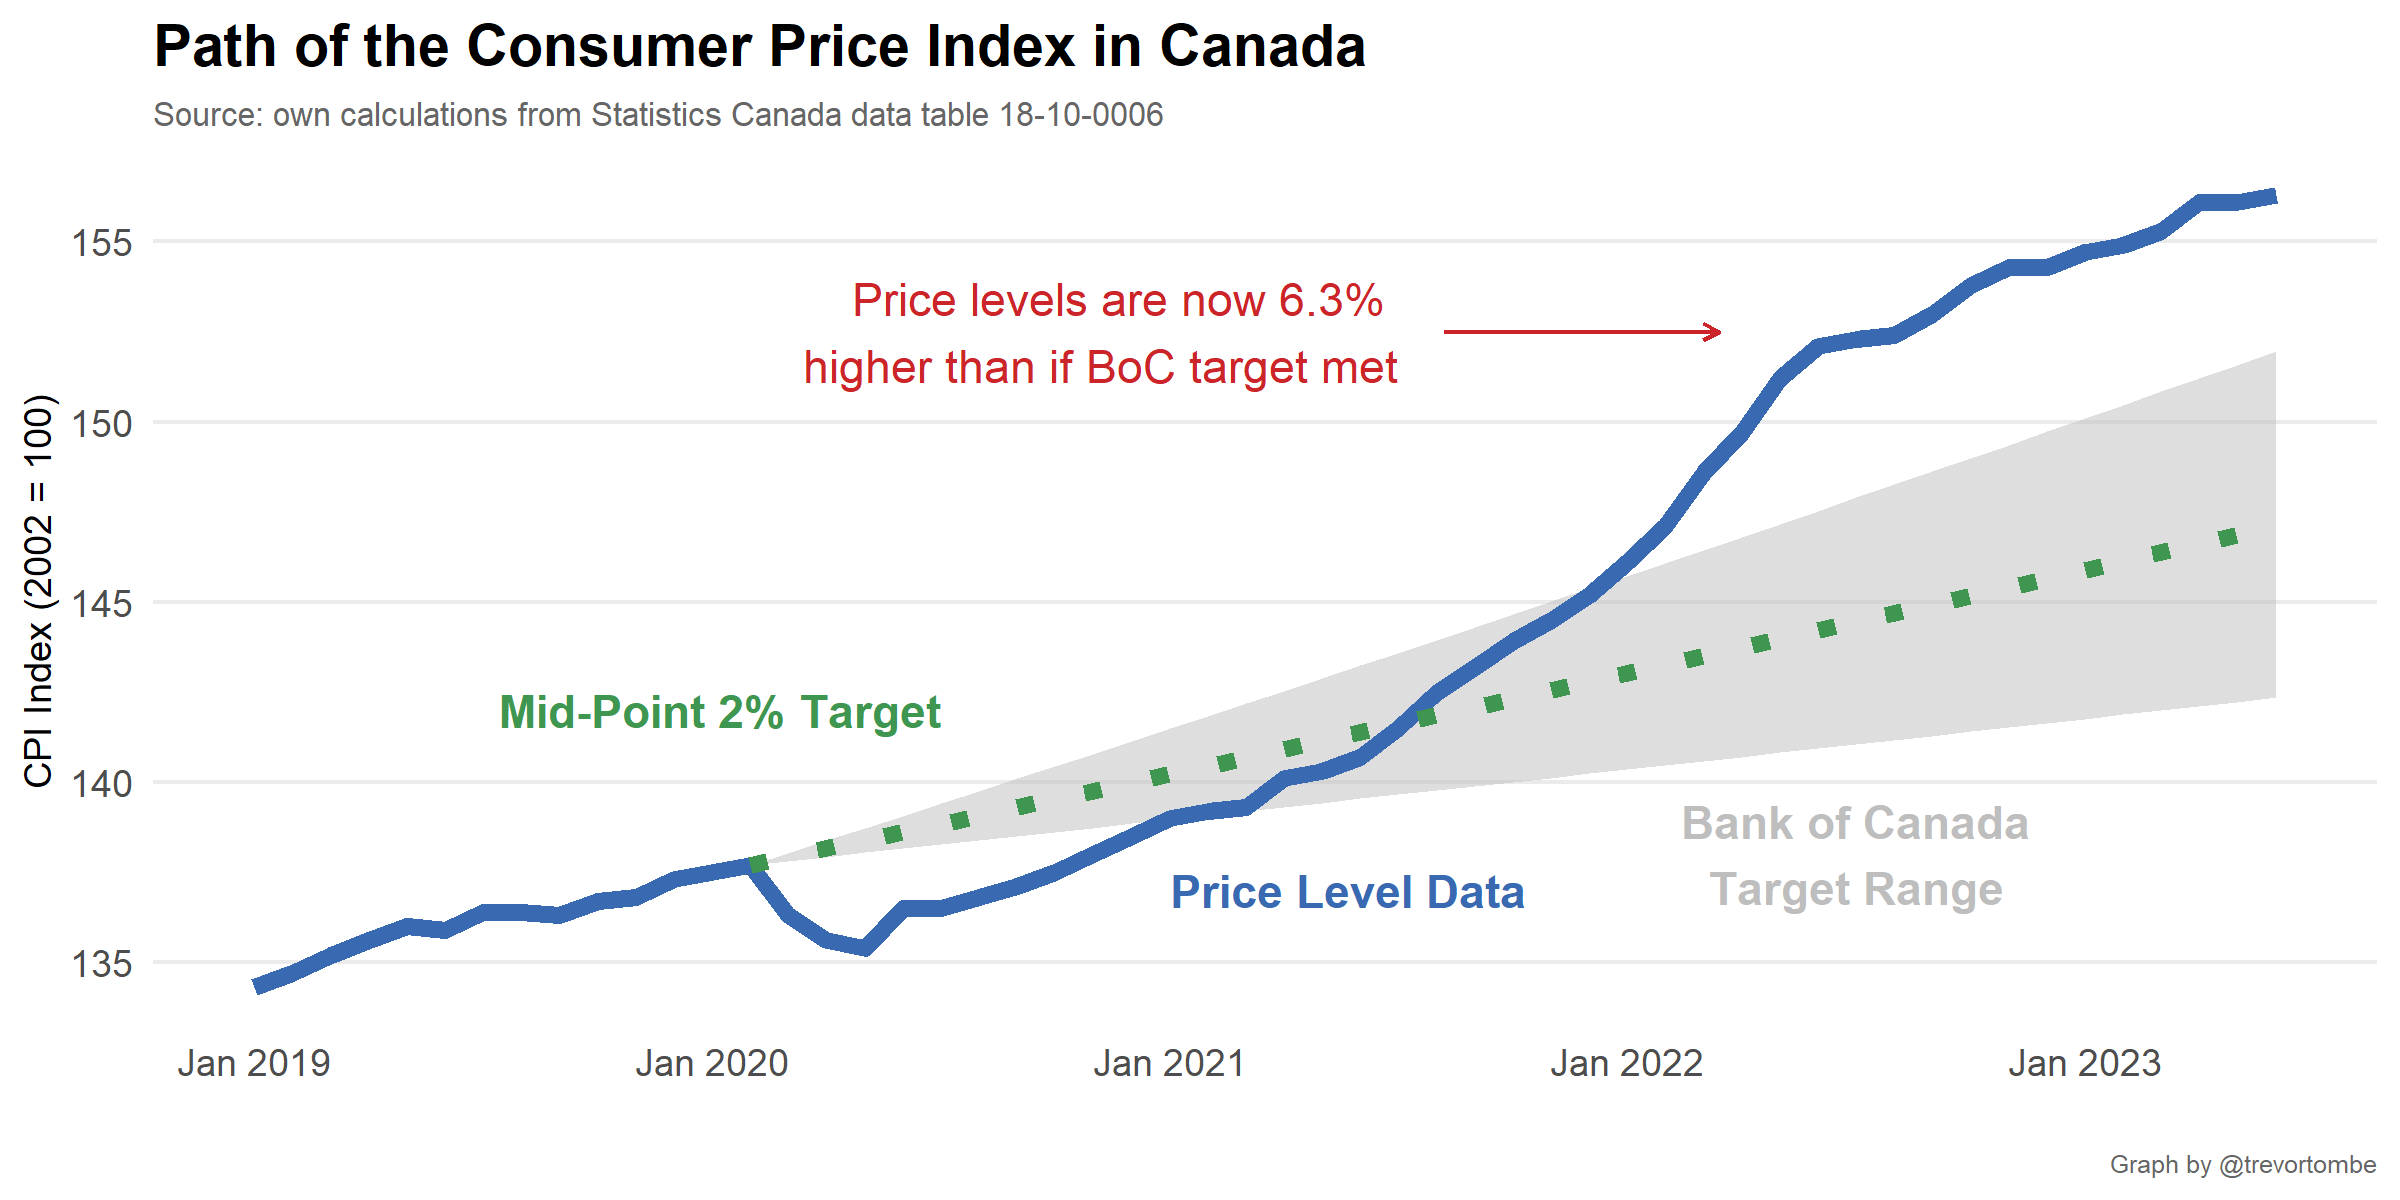 Path of the Consumer Price Index in Canada
Source: own calculations from Statistics Canada data table 18-10-0006
CPI Index (2002 = 100)
155
150
145
140
135
Price levels are now 6.3%
higher than if BoC target met
Mid-Point 2% Target
Price Level Data
Bank of Canada
Target Range
Jan 2019
Jan 2020
Jan 2021
Jan 2022
Jan 2023
Graph by @trevortombe